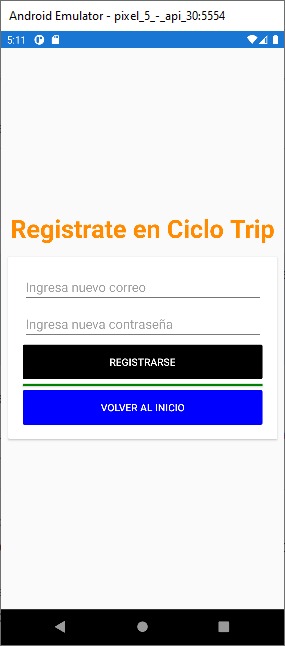 Android Emulator - pixel_5_-_api_30:5554
5:11
Registrate en Ciclo Trip
Ingresa nuevo correo
Ingresa nueva contraseña
REGISTRARSE
VOLVER AL INICIO